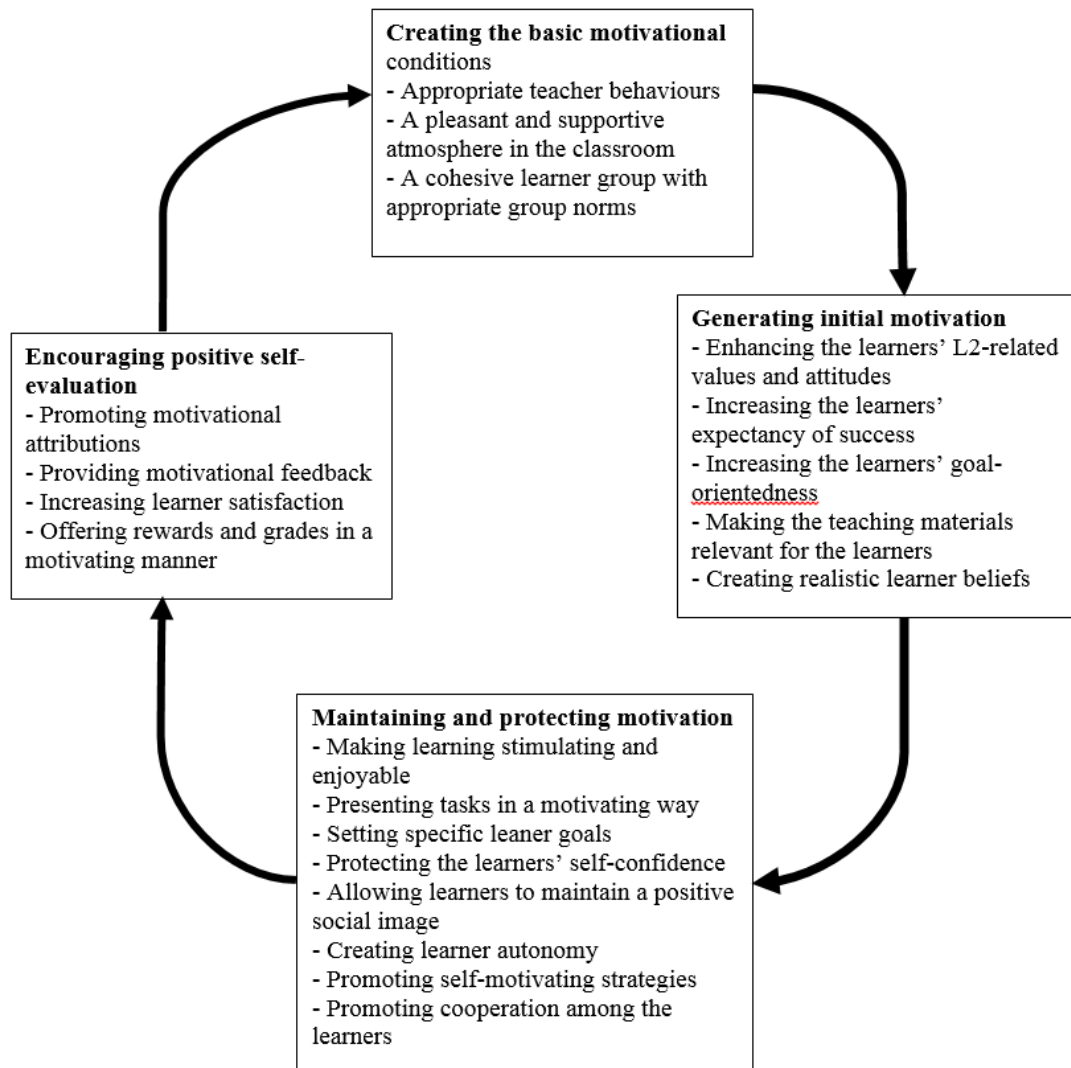 Creating the basic motivational
conditions
- Appropriate teacher behaviours
- A pleasant and supportive
atmosphere in the classroom
- A cohesive learner group with
appropriate group norms
Generating initial motivation
- Enhancing the learners’ L2-related
values and attitudes
- Increasing the learners’
expectancy of success
- Increasing the learners’ goal-
orientedness
- Making the teaching materials
relevant for the learners
- Creating realistic learner beliefs
Maintaining and protecting motivation
- Making learning stimulating and
enjoyable
- Presenting tasks in a motivating way
- Setting specific leaner goals
- Protecting the learners’ self-confidence
- Allowing learners to maintain a positive
social image
- Creating learner autonomy
- Promoting self-motivating strategies
- Promoting cooperation among the
learners
Encouraging positive self-
evaluation
- Promoting motivational
attributions
- Providing motivational feedback
- Increasing learner satisfaction
- Offering rewards and grades in a
motivating manner